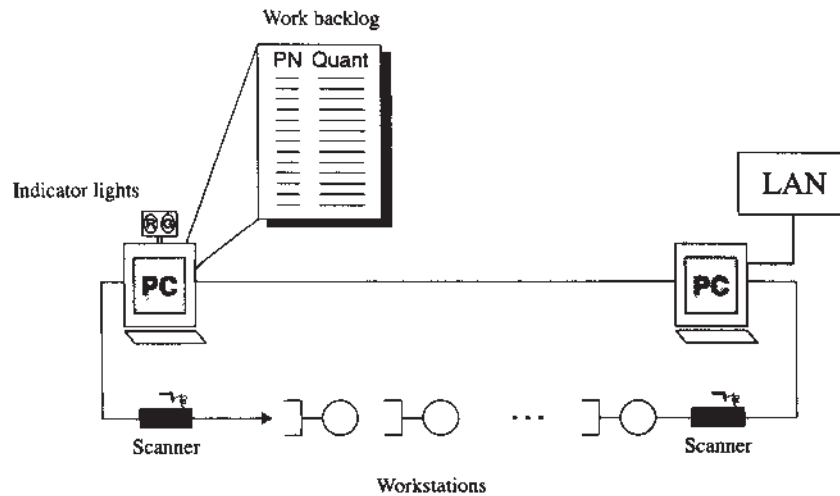 Work backlog
PN Quant
Indicator lights
R G
LAN
PC
PC
Scanner
Scanner
Workstations